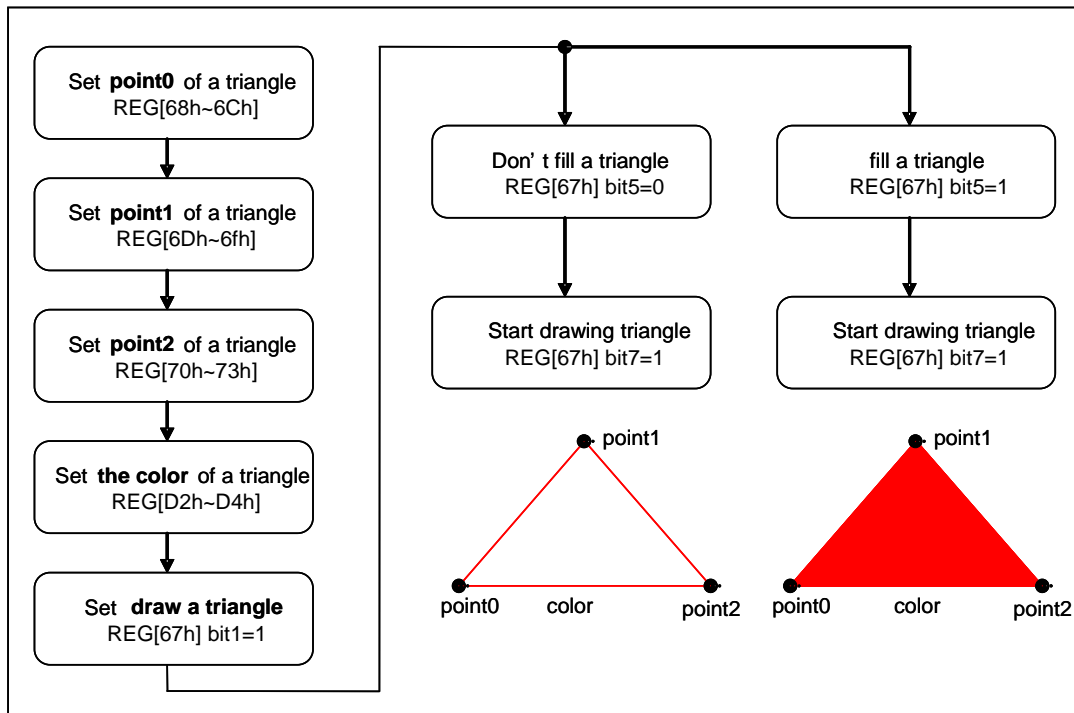 Set point0 of a triangle
REG[68h~6Ch]
Set point1 of a triangle
REG[6Dh~6fh]
Set point2 of a triangle
REG[70h~73h]
Set the color of a triangle
REG[D2h~D4h]
Set draw a triangle
REG[67h] bit1=1
Don' t fill a triangle
REG[67h] bit5=0
Start drawing triangle
REG[67h] bit7=1
point1
point0
color
point2
fill a triangle
REG[67h] bit5=1
Start drawing triangle
REG[67h] bit7=1
point1
point0
color
point2